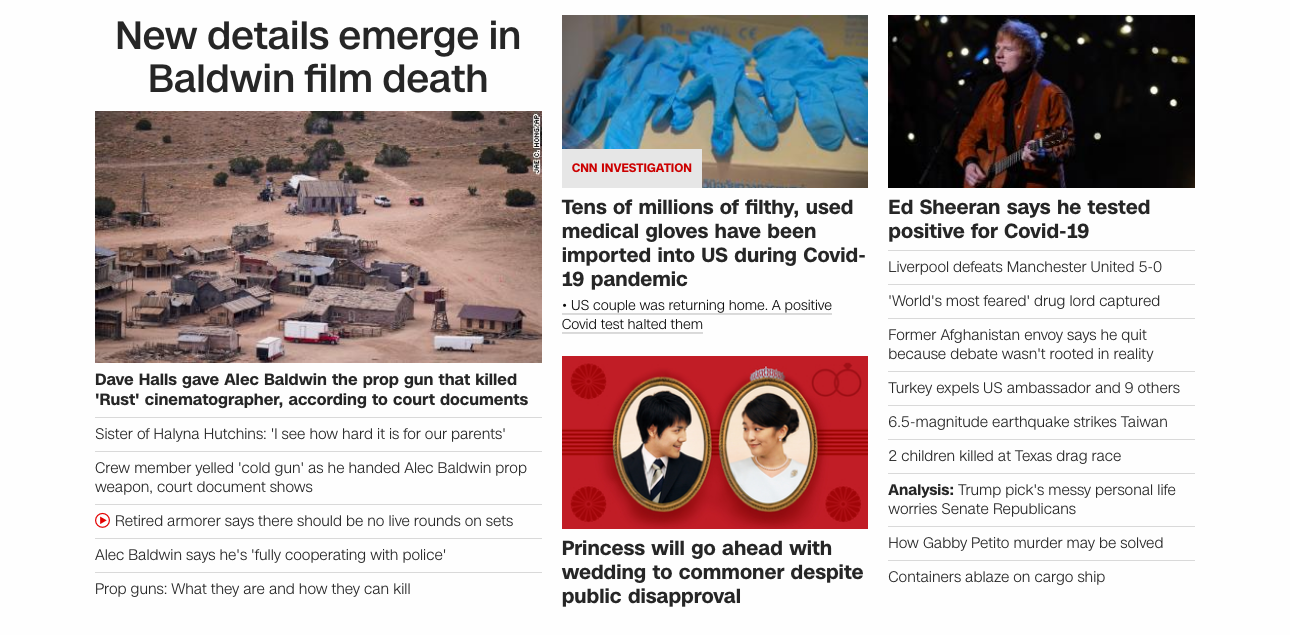 New details emerge in
Baldwin film death
JAE C. HONG/AP
Dave Halls gave Alec Baldwin the prop gun that killed
'Rust' cinematographer, according to court documents
Sister of Halyna Hutchins: 'I see how hard it is for our parents'
Crew member yelled 'cold gun' as he handed Alec Baldwin prop
weapon, court document shows
Retired armorer says there should be no live rounds on sets
Alec Baldwin says he's 'fully cooperating with police'
Prop guns: What they are and how they can kill
CNN INVESTIGATION
Tens of millions of filthy, used
medical gloves have been
imported into US during Covid-
19 pandemic
• US couple was returning home. A positive
Covid test halted them
Princess will go ahead with
wedding to commoner despite
public disapproval
Ed Sheeran says he tested
positive for Covid-19
Liverpool defeats Manchester United 5-0
'World's most feared' drug lord captured
Former Afghanistan envoy says he quit
because debate wasn't rooted in reality
Turkey expels US ambassador and 9 others
6.5-magnitude earthquake strikes Taiwan
2 children killed at Texas drag race
Analysis: Trump pick's messy personal life
worries Senate Republicans
How Gabby Petito murder may be solved
Containers ablaze on cargo ship